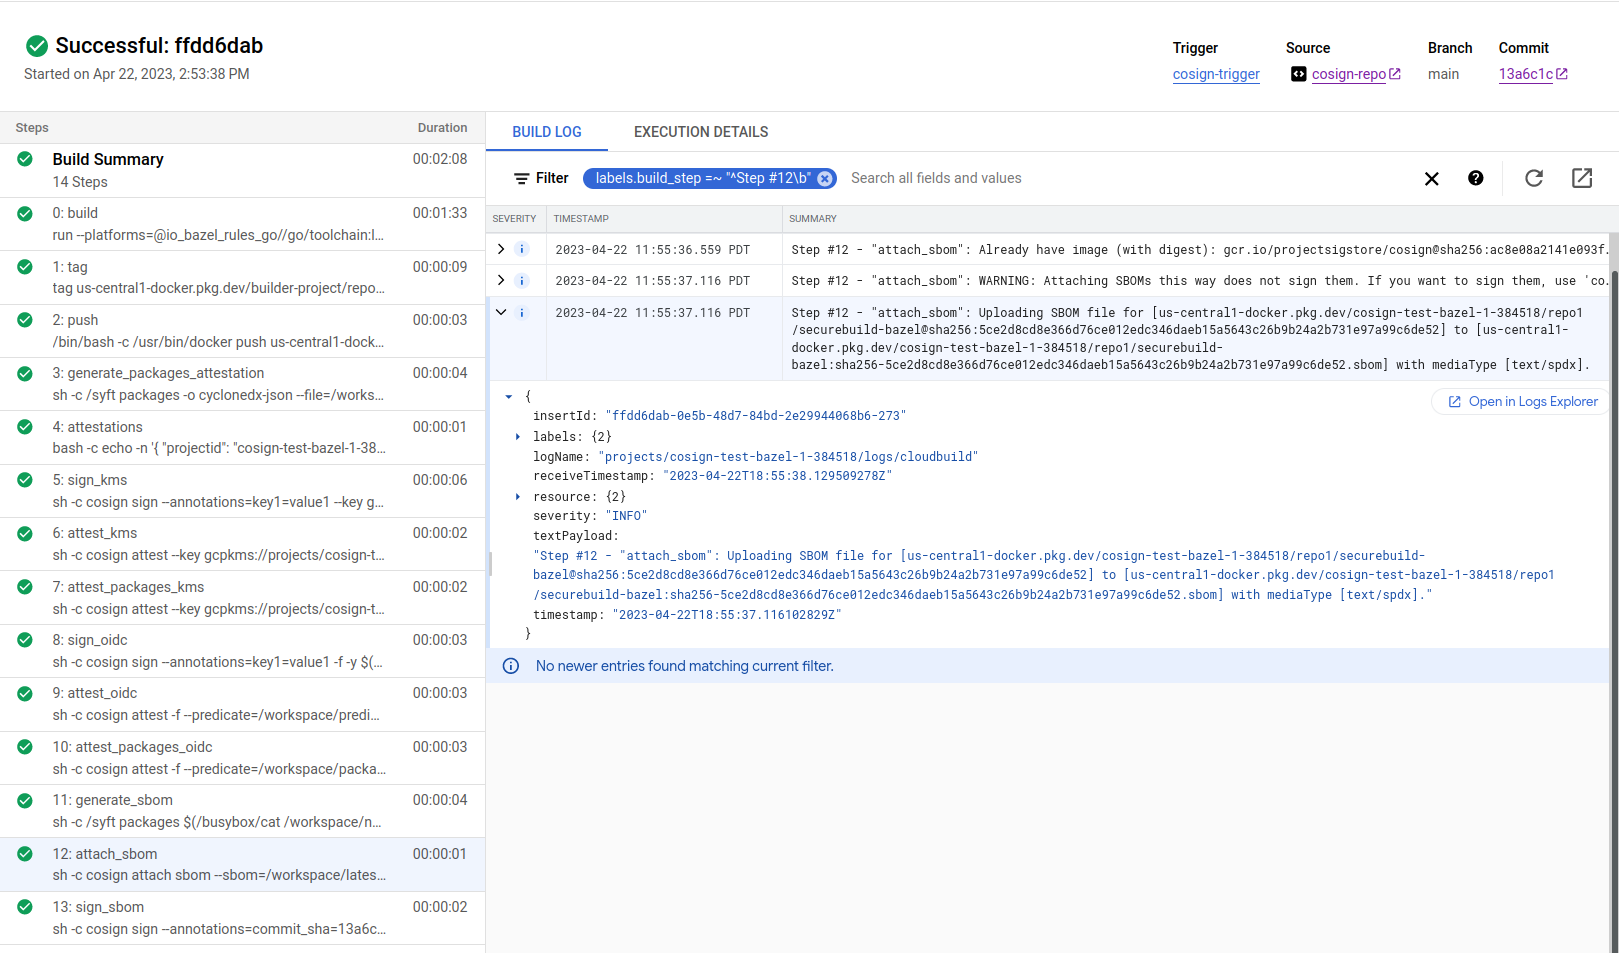 Successful: ffdd6dab
Started on Apr 22, 2023, 2:53:38 PM
Trigger
cosign-trigger
Source
cosign-repo
Branch
main
Commit
13a6c1c
Steps Duration
Build Summary 00:02:08
14 Steps
0: build 00:01:33
run --platforms=@io_bazel_rules_go//go/toolchain:l...
1: tag 00:00:09
tag us-central1-docker.pkg.dev/builder-project/repo...
2: push 00:00:03
/bin/bash -c /usr/bin/docker push us-central1-dock...
3: generate_packages_attestation 00:00:04
sh -c /syft packages -o cyclonedx-json --file=/works...
4: attestations 00:00:01
bash -c echo -n '{ "projectid": "cosign-test-bazel-1-38...
5: sign_kms 00:00:06
sh -c cosign sign --annotations=key1=value1 --key g...
6: attest_kms 00:00:02
sh -c cosign attest --key gcpkms://projects/cosign-t...
7: attest_packages_kms 00:00:02
sh -c cosign attest --key gcpkms://projects/cosign-t...
8: sign_oidc 00:00:03
sh -c cosign sign --annotations=key1=value1 -f -y $(...
9: attest_oidc 00:00:03
sh -c cosign attest -f --predicate=/workspace/predi...
10: attest_packages_oidc 00:00:03
sh -c cosign attest -f --predicate=/workspace/packa...
11: generate_sbom 00:00:04
sh -c /syft packages $(/busybox/cat /workspace/n...
12: attach_sbom 00:00:01
sh -c cosign attach sbom --sbom=/workspace/lates...
13: sign_sbom 00:00:02
sh -c cosign sign --annotations=commit_sha=13a6c...
BUILD LOG EXECUTION DETAILS
Filter labels.build_step =~ "^Step #12\b" Search all fields and values
SEVERITY TIMESTAMP SUMMARY
2023-04-22 11:55:36.559 PDT Step #12 - "attach_sbom": Already have image (with digest): gcr.io/projectsigstore/cosign@sha256:ac8e08a2141e093f.
2023-04-22 11:55:37.116 PDT Step #12 - "attach_sbom": WARNING: Attaching SBOMs this way does not sign them. If you want to sign them, use 'co.
2023-04-22 11:55:37.116 PDT Step #12 - "attach_sbom": Uploading SBOM file for [us-central1-docker.pkg.dev/cosign-test-bazel-1-384518/repo1
/securebuild-bazel@sha256:5ce2d8cd8e366d76ce012edc346daeb15a5643c26b9b24a2b731e97a99c6de52] to [us-central1-
docker.pkg.dev/cosign-test-bazel-1-384518/repo1/securebuild-
bazel:sha256-5ce2d8cd8e366d76ce012edc346daeb15a5643c26b9b24a2b731e97a99c6de52.sbom] with mediaType [text/spdx].
{
Open in Logs Explorer
insertId: "ffdd6dab-0e5b-48d7-84bd-2e29944068b6-273"
labels: {2}
logName: "projects/cosign-test-bazel-1-384518/logs/cloudbuild"
receiveTimestamp: "2023-04-22T18:55:38.129509278Z"
resource: {2}
severity: "INFO"
textPayload:
"Step #12 - "attach_sbom": Uploading SBOM file for [us-central1-docker.pkg.dev/cosign-test-bazel-1-384518/repo1/securebuild-
bazel@sha256:5ce2d8cd8e366d76ce012edc346daeb15a5643c26b9b24a2b731e97a99c6de52] to [us-central1-docker.pkg.dev/cosign-test-bazel-1-384518/repo1
/securebuild-bazel:sha256-5ce2d8cd8e366d76ce012edc346daeb15a5643c26b9b24a2b731e97a99c6de52.sbom] with mediaType [text/spdx]."
timestamp: "2023-04-22T18:55:37.116102829Z"
}
No newer entries found matching current filter.